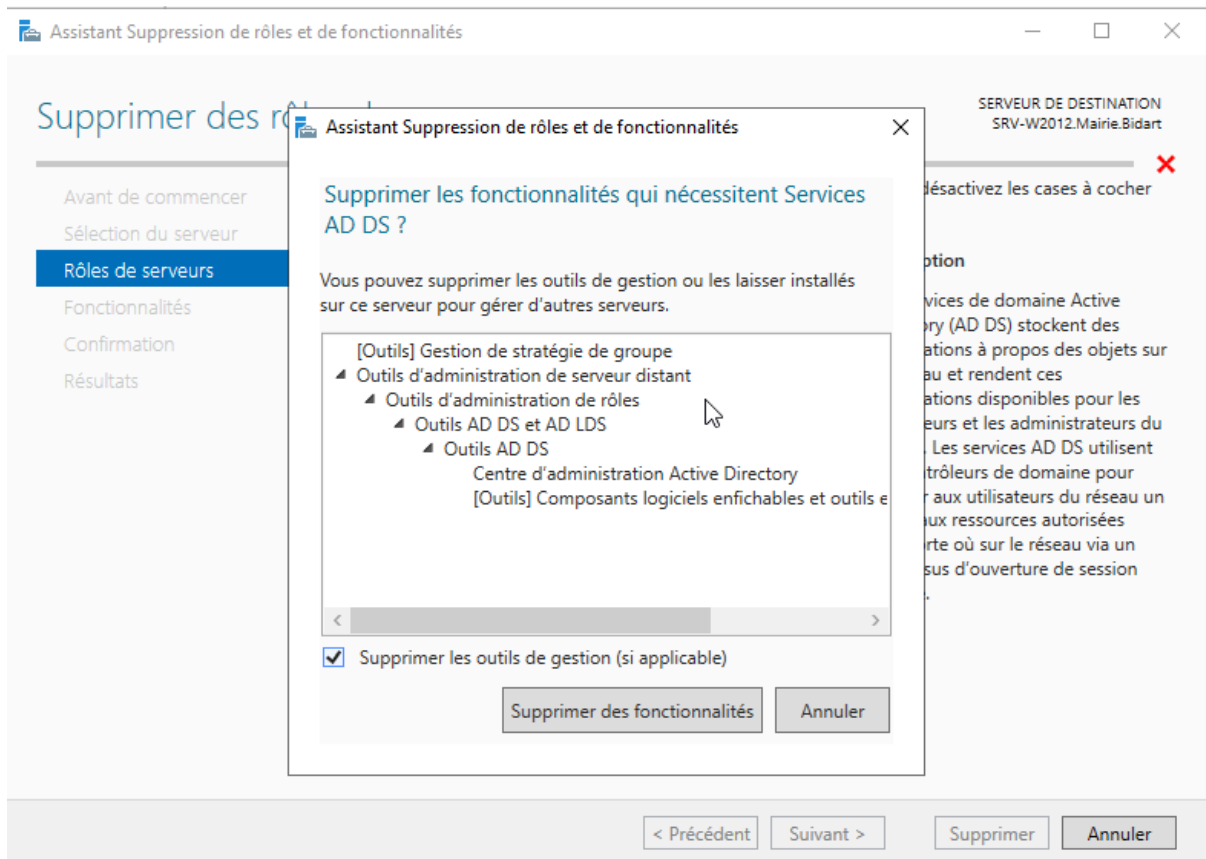 Assistant Suppression de rôles et de fonctionnalités
Supprimer des
SERVEUR DE DESTINATION
SRV-W2012.Mairie.Bidart
Avant de commencer
Sélection du serveur
Rôles de serveurs
Fonctionnalités
Confirmation
Résultats
Assistant Suppression de rôles et de fonctionnalités
Supprimer les fonctionnalités qui nécessitent Services
AD DS ?
Vous pouvez supprimer les outils de gestion ou les laisser installés
sur ce serveur pour gérer d'autres serveurs.
[Outils] Gestion de stratégie de groupe
Outils d'administration de serveur distant
Outils d'administration de rôles
Outils AD DS et AD LDS
Outils AD DS
Centre d'administration Active Directory
[Outils] Composants logiciels enfichables et outils e
Supprimer les outils de gestion (si applicable)
Supprimer des fonctionnalités
Annuler
désactivez les cases à cocher
ption
vices de domaine Active
ory (AD DS) stockent des
ations à propos des objets sur
au et rendent ces
ations disponibles pour les
eurs et les administrateurs du
. Les services AD DS utilisent
trôleurs de domaine pour
r aux utilisateurs du réseau un
aux ressources autorisées
rte où sur le réseau via un
sus d'ouverture de session
< Précédent
Suivant >
Supprimer
Annuler